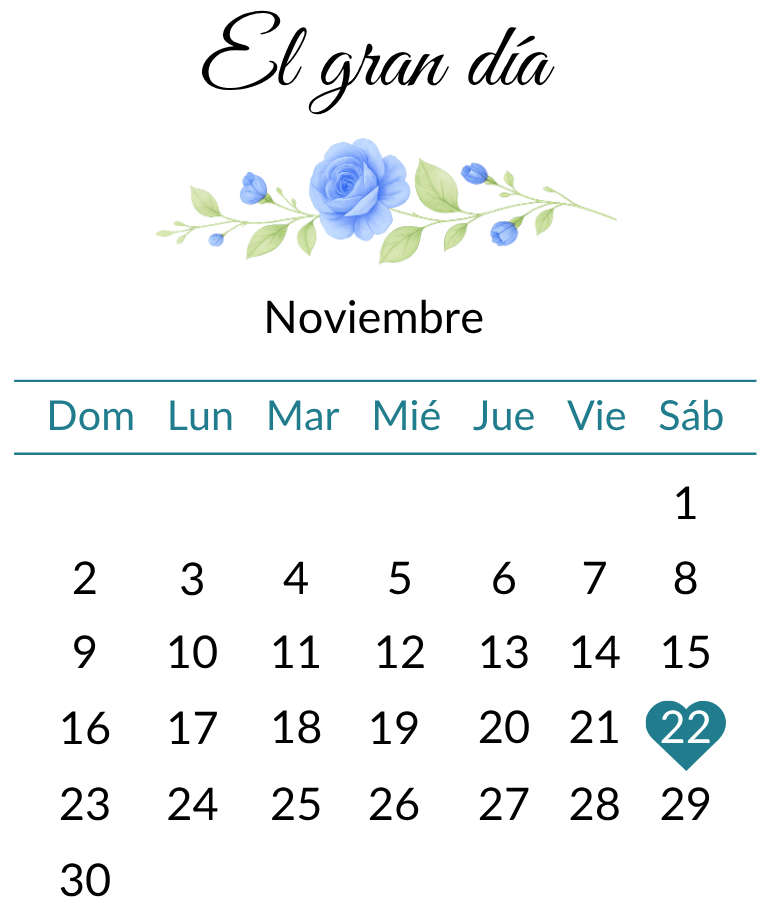 El gran día
Noviembre
Dom Lun Mar Mié Jue Vie Sáb
1
2 3 4 5 6 7 8
9 10 11 12 13 14 15
16 17 18 19 20 21 22
23 24 25 26 27 28 29
30